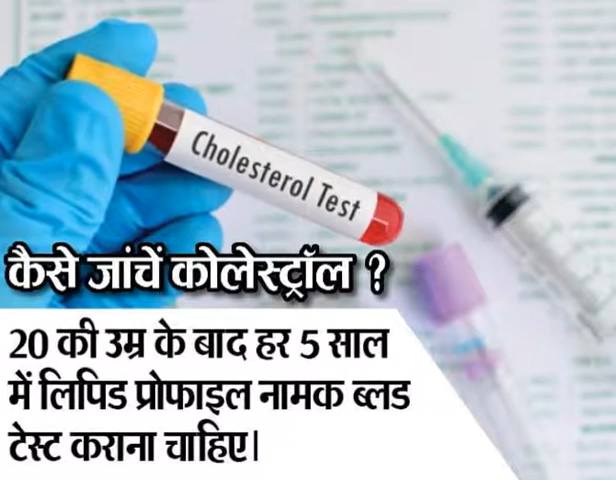 Cholesterol Test
कैसे जांचें कोलेस्ट्रॉल ?
20 की उम्र के बाद हर 5 साल
में लिपिड प्रोफाइल नामक ब्लड
टेस्ट कराना चाहिए।